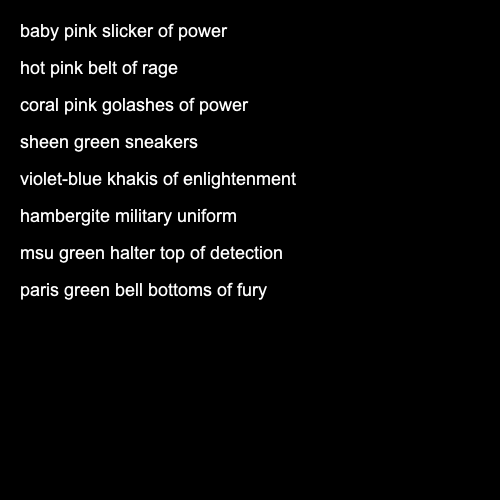 baby pink slicker of power
hot pink belt of rage
coral pink golashes of power
sheen green sneakers
violet-blue khakis of enlightenment
hambergite military uniform
msu green halter top of detection
paris green bell bottoms of fury